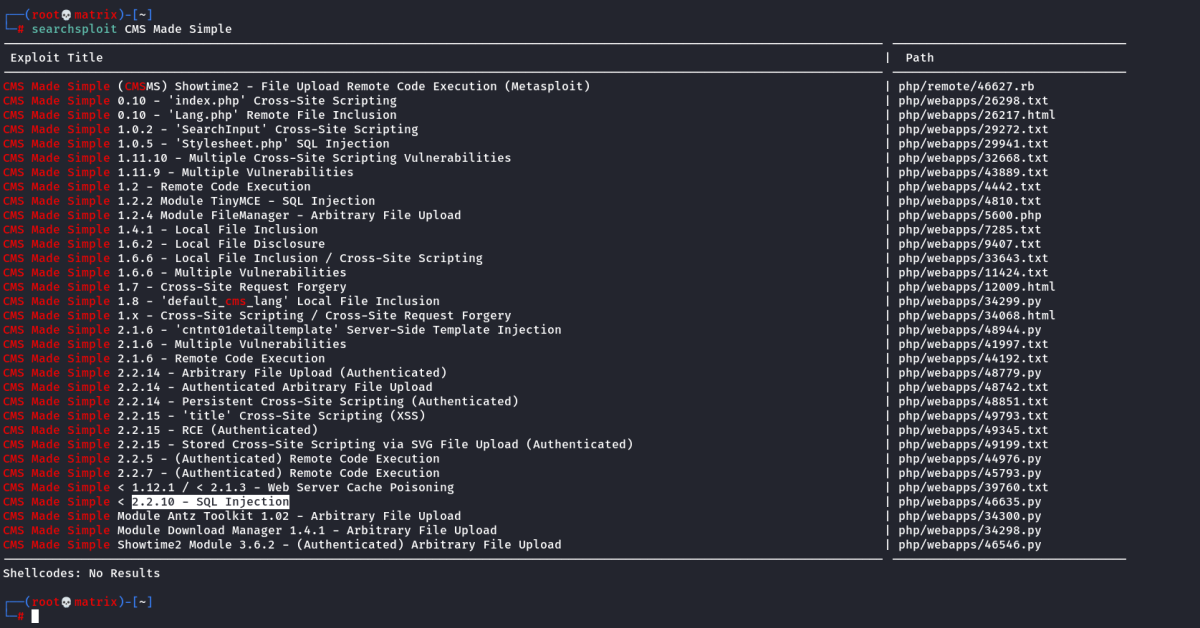 (root💀matrix)-[~]
# searchsploit CMS Made Simple
Exploit Title | Path
CMS Made Simple (CMSMS) Showtime2 - File Upload Remote Code Execution (Metasploit) | php/remote/46627.rb
CMS Made Simple 0.10 - 'index.php' Cross-Site Scripting | php/webapps/26298.txt
CMS Made Simple 0.10 - 'Lang.php' Remote File Inclusion | php/webapps/26217.html
CMS Made Simple 1.0.2 - 'SearchInput' Cross-Site Scripting | php/webapps/29272.txt
CMS Made Simple 1.0.5 - 'Stylesheet.php' SQL Injection | php/webapps/29941.txt
CMS Made Simple 1.11.10 - Multiple Cross-Site Scripting Vulnerabilities | php/webapps/32668.txt
CMS Made Simple 1.11.9 - Multiple Vulnerabilities | php/webapps/43889.txt
CMS Made Simple 1.2 - Remote Code Execution | php/webapps/4442.txt
CMS Made Simple 1.2.2 Module TinyMCE - SQL Injection | php/webapps/4810.txt
CMS Made Simple 1.2.4 Module FileManager - Arbitrary File Upload | php/webapps/5600.php
CMS Made Simple 1.4.1 - Local File Inclusion | php/webapps/7285.txt
CMS Made Simple 1.6.2 - Local File Disclosure | php/webapps/9407.txt
CMS Made Simple 1.6.6 - Local File Inclusion / Cross-Site Scripting | php/webapps/33643.txt
CMS Made Simple 1.6.6 - Multiple Vulnerabilities | php/webapps/11424.txt
CMS Made Simple 1.7 - Cross-Site Request Forgery | php/webapps/12009.html
CMS Made Simple 1.8 - 'default_cms_lang' Local File Inclusion | php/webapps/34299.py
CMS Made Simple 1.x - Cross-Site Scripting / Cross-Site Request Forgery | php/webapps/34068.html
CMS Made Simple 2.1.6 - 'cntnt01detailtemplate' Server-Side Template Injection | php/webapps/48944.py
CMS Made Simple 2.1.6 - Multiple Vulnerabilities | php/webapps/41997.txt
CMS Made Simple 2.1.6 - Remote Code Execution | php/webapps/44192.txt
CMS Made Simple 2.2.14 - Arbitrary File Upload (Authenticated) | php/webapps/48779.py
CMS Made Simple 2.2.14 - Authenticated Arbitrary File Upload | php/webapps/48742.txt
CMS Made Simple 2.2.14 - Persistent Cross-Site Scripting (Authenticated) | php/webapps/48851.txt
CMS Made Simple 2.2.15 - 'title' Cross-Site Scripting (XSS) | php/webapps/49793.txt
CMS Made Simple 2.2.15 - RCE (Authenticated) | php/webapps/49345.txt
CMS Made Simple 2.2.15 - Stored Cross-Site Scripting via SVG File Upload (Authenticated) | php/webapps/49199.txt
CMS Made Simple 2.2.5 - (Authenticated) Remote Code Execution | php/webapps/44976.py
CMS Made Simple 2.2.7 - (Authenticated) Remote Code Execution | php/webapps/45793.py
CMS Made Simple < 1.12.1 / < 2.1.3 - Web Server Cache Poisoning | php/webapps/39760.txt
CMS Made Simple < 2.2.10 - SQL Injection | php/webapps/46635.py
CMS Made Simple Module Antz Toolkit 1.02 - Arbitrary File Upload | php/webapps/34300.py
CMS Made Simple Module Download Manager 1.4.1 - Arbitrary File Upload | php/webapps/34298.py
CMS Made Simple Showtime2 Module 3.6.2 - (Authenticated) Arbitrary File Upload | php/webapps/46546.py
Shellcodes: No Results
(root💀matrix)-[~]
#